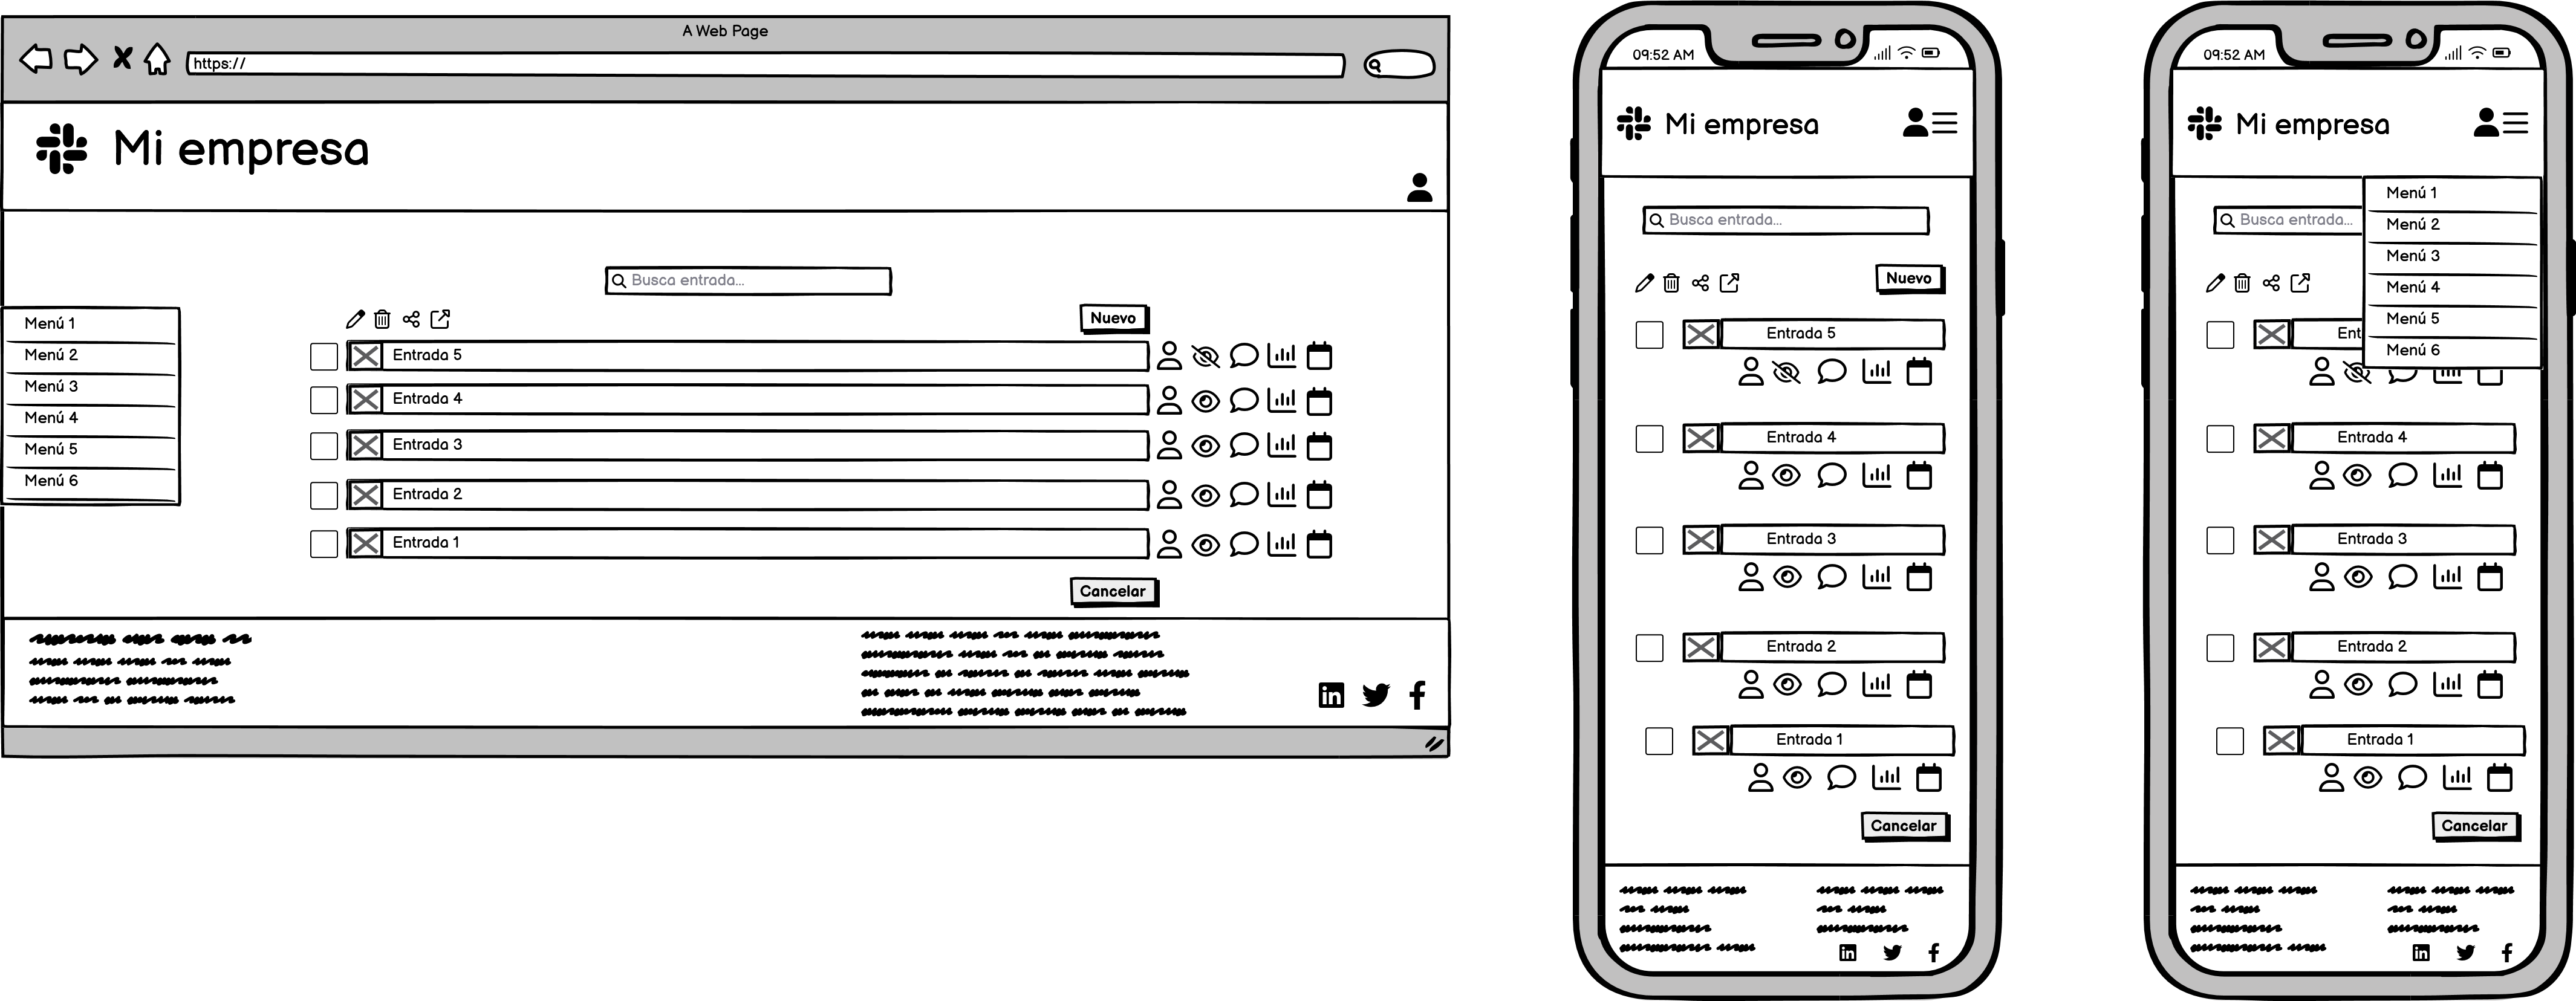 A Web Page
https://
Mi empresa
Busca entrada...
Nuevo
Menú 1
Menú 2
Menú 3
Menú 4
Menú 5
Menú 6
Entrada 5
Entrada 4
Entrada 3
Entrada 2
Entrada 1
Cancelar
09:52 AM
Mi empresa
Busca entrada...
Nuevo
Entrada 5
Entrada 4
Entrada 3
Entrada 2
Entrada 1
Cancelar
09:52 AM
Mi empresa
Menú 1
Busca entrada...
Menú 2
Menú 3
Menú 4
Menú 5
Ent
Menú 6
Entrada 4
Entrada 3
Entrada 2
Entrada 1
Cancelar